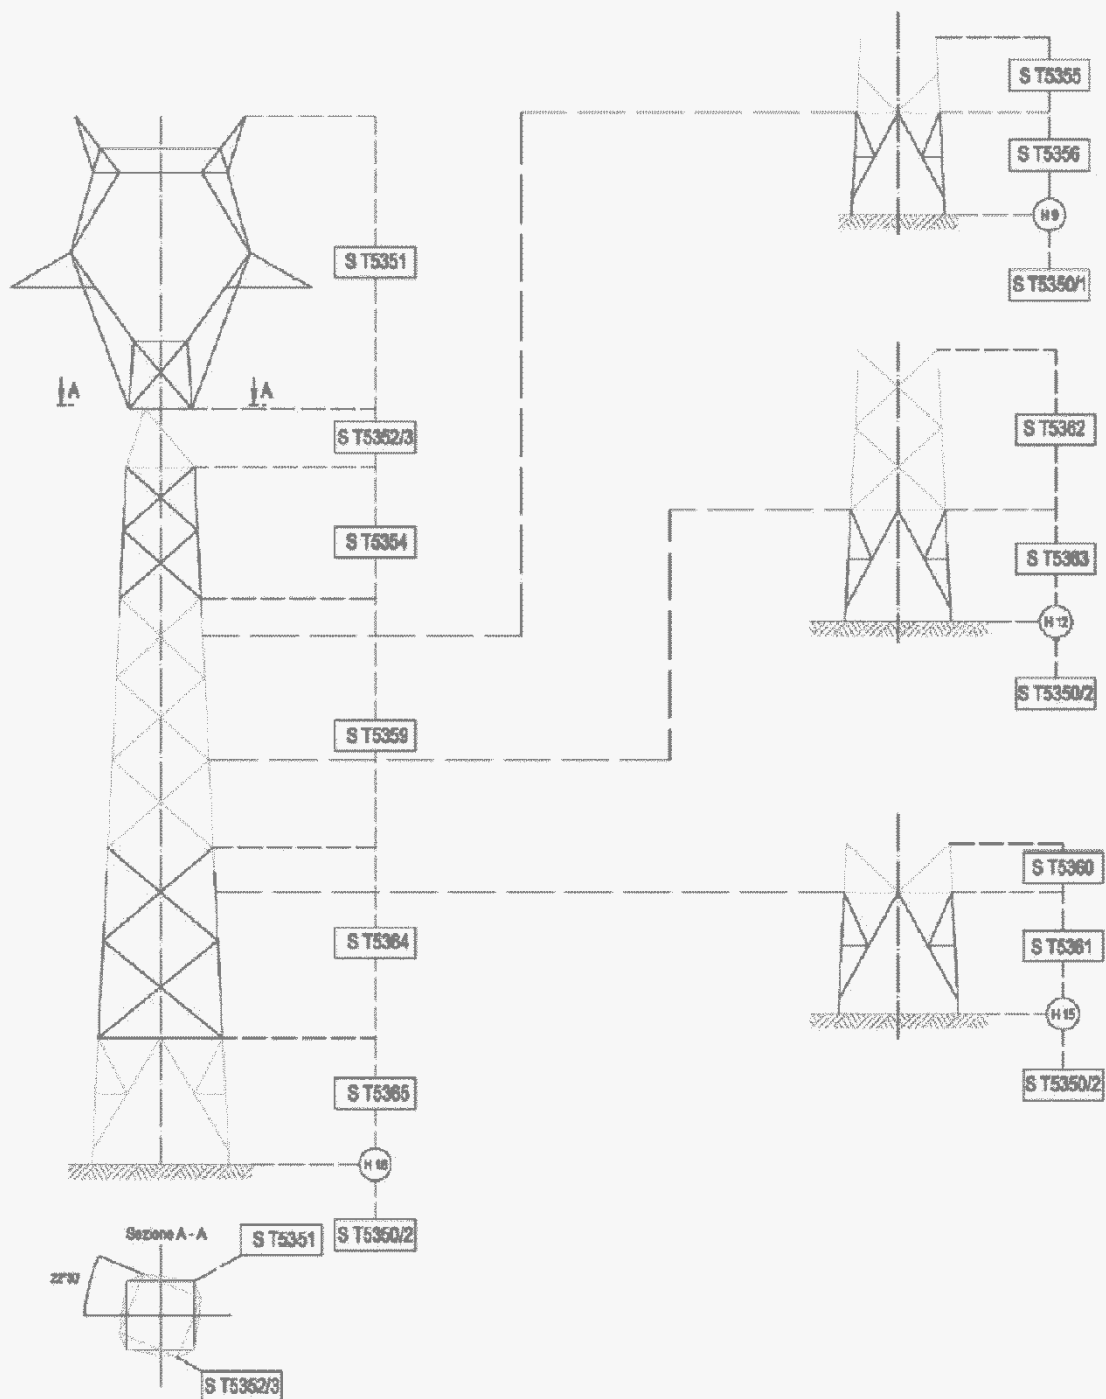 S T5351
A
A
S T5352/3
S T5354
S T5359
S T5364
S T5365
H 18
S T5350/2
S T5355
S T5356
H 9
S T5350/1
S T5362
S T5363
H 12
S T5350/2
S T5360
S T5361
H 15
S T5350/2
Sezione A - A
S T5351
S T5352/3